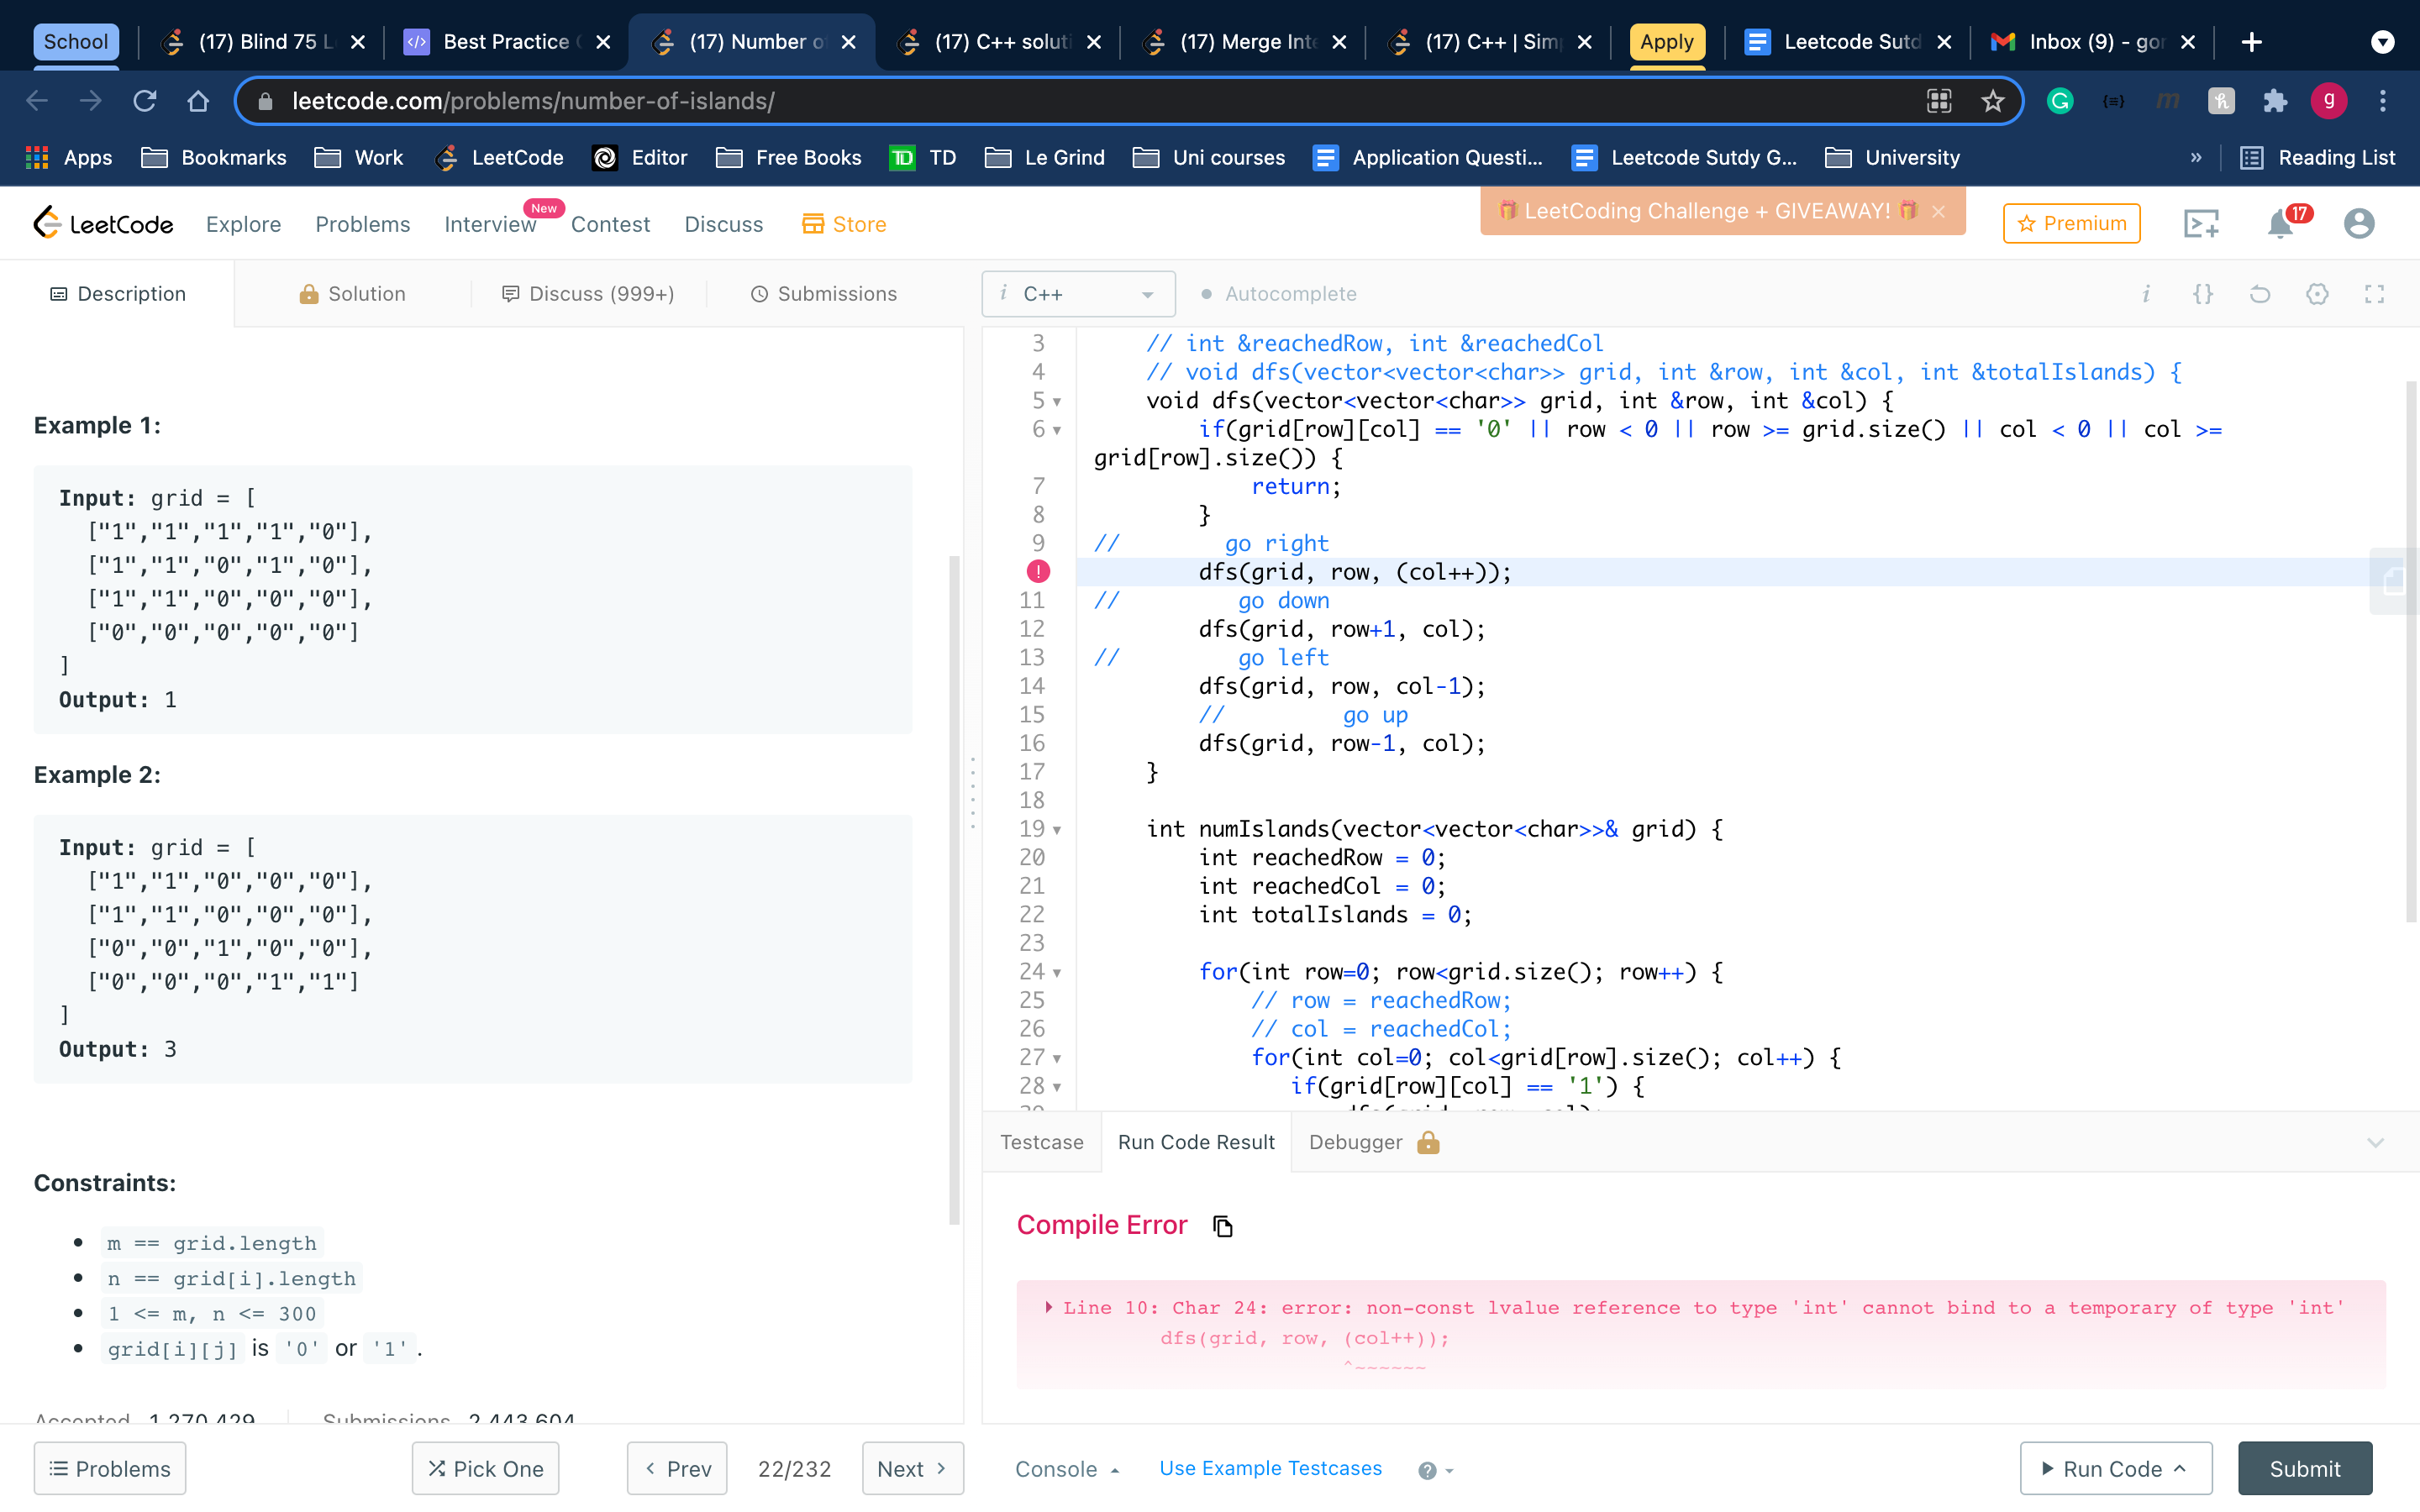 School
(17) Blind 75 L
Best Practice
(17) Number o
(17) C++ soluti
(17) Merge Inte
(17) C++ | Sim
Apply
Leetcode Sutd
Inbox (9) - gor
leetcode.com/problems/number-of-islands/
g
Apps
Bookmarks
Work
LeetCode
Editor
Free Books
TD
Le Grind
Uni courses
Application Questi...
Leetcode Sutdy G...
University
»
Reading List
LeetCode
Explore
Problems
Interview
New
Contest
Discuss
Store
🎁 LeetCoding Challenge + GIVEAWAY! 🎁
Premium
17
Description
Solution
Discuss (999+)
Submissions
Example 1:
Input: grid = [
["1","1","1","1","0"],
["1","1","0","1","0"],
["1","1","0","0","0"],
["0","0","0","0","0"]
]
Output: 1
Example 2:
Input: grid = [
["1","1","0","0","0"],
["1","1","0","0","0"],
["0","0","1","0","0"],
["0","0","0","1","1"]
]
Output: 3
Constraints:
m == grid.length
n == grid[i].length
1 <= m, n <= 300
grid[i][j] is '0' or '1'.
Accepted 1,270,429 Submissions 2,443,604
Problems
Pick One
Prev
22/232
Next
i C++
Autocomplete
i {}
3 // int &reachedRow, int &reachedCol
4 // void dfs(vector<vector<char>> grid, int &row, int &col, int &totalIslands) {
5 void dfs(vector<vector<char>> grid, int &row, int &col) {
6 if(grid[row][col] == '0' || row < 0 || row >= grid.size() || col < 0 || col >=
grid[row].size()) {
7 return;
8 }
9 // go right
dfs(grid, row, (col++));
11 // go down
12 dfs(grid, row+1, col);
13 // go left
14 dfs(grid, row, col-1);
15 // go up
16 dfs(grid, row-1, col);
17 }
18
19 int numIslands(vector<vector<char>>& grid) {
20 int reachedRow = 0;
21 int reachedCol = 0;
22 int totalIslands = 0;
23
24 for(int row=0; row<grid.size(); row++) {
25 // row = reachedRow;
26 // col = reachedCol;
27 for(int col=0; col<grid[row].size(); col++) {
28 if(grid[row][col] == '1') {
Testcase
Run Code Result
Debugger
Compile Error
Line 10: Char 24: error: non-const lvalue reference to type 'int' cannot bind to a temporary of type 'int'
dfs(grid, row, (col++));
^~~~~~~
Console
Use Example Testcases
Run Code
Submit